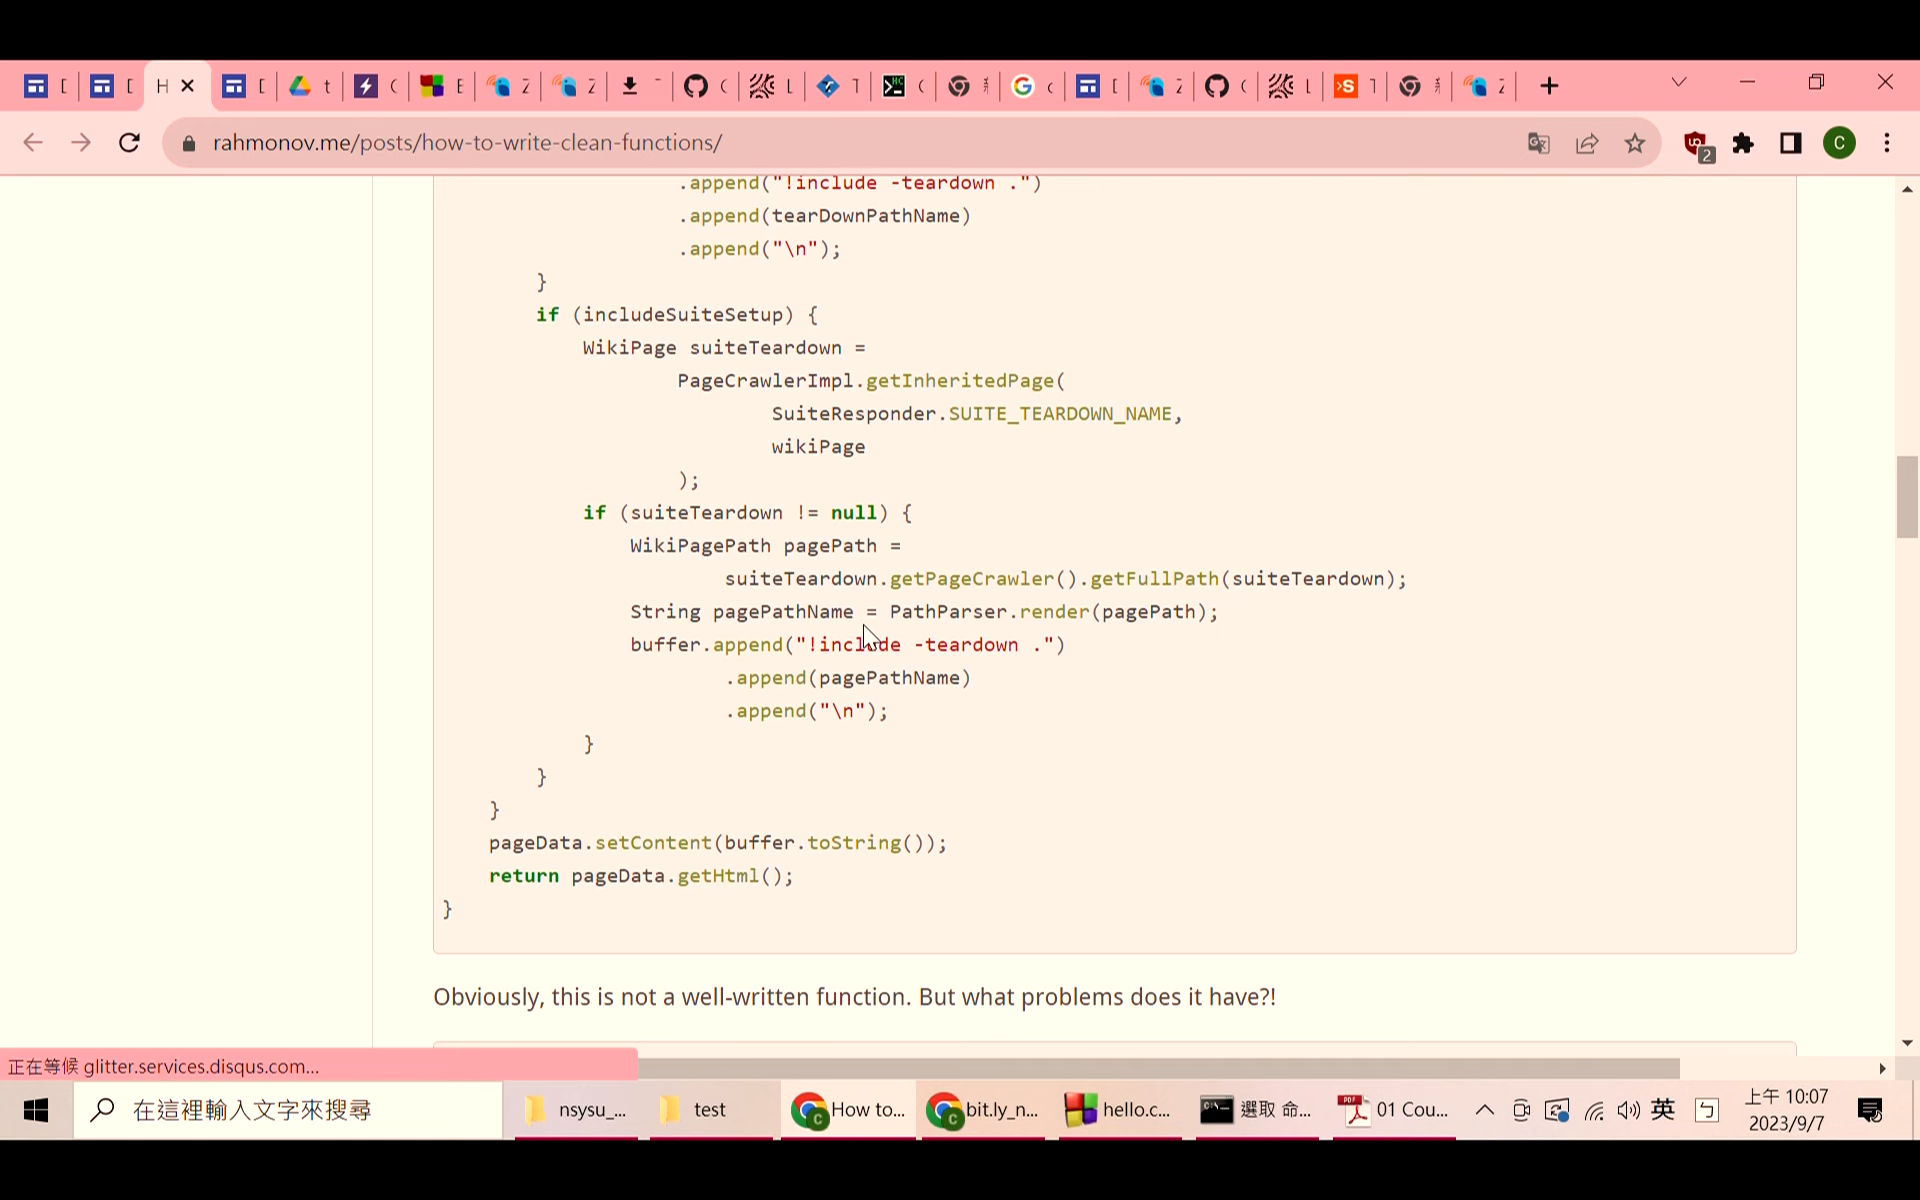 H
rahmonov.me/posts/how-to-write-clean-functions/
2
C
.append("!include -teardown .")
.append(tearDownPathName)
.append("\n");
}
if (includeSuiteSetup) {
WikiPage suiteTeardown =
PageCrawlerImpl.getInheritedPage(
SuiteResponder.SUITE_TEARDOWN_NAME,
wikiPage
);
if (suiteTeardown != null) {
WikiPagePath pagePath =
suiteTeardown.getPageCrawler().getFullPath(suiteTeardown);
String pagePathName = PathParser.render(pagePath);
buffer.append("!include -teardown .")
.append(pagePathName)
.append("\n");
}
}
}
pageData.setContent(buffer.toString());
return pageData.getHtml();
}
Obviously, this is not a well-written function. But what problems does it have?!
正在等候 glitter.services.disqus.com...
在這裡輸入文字來搜尋
nsysu_...
test
How to...
bit.ly_n...
hello.c...
選取 命...
01 Cou...
英
上午 10:07
2023/9/7